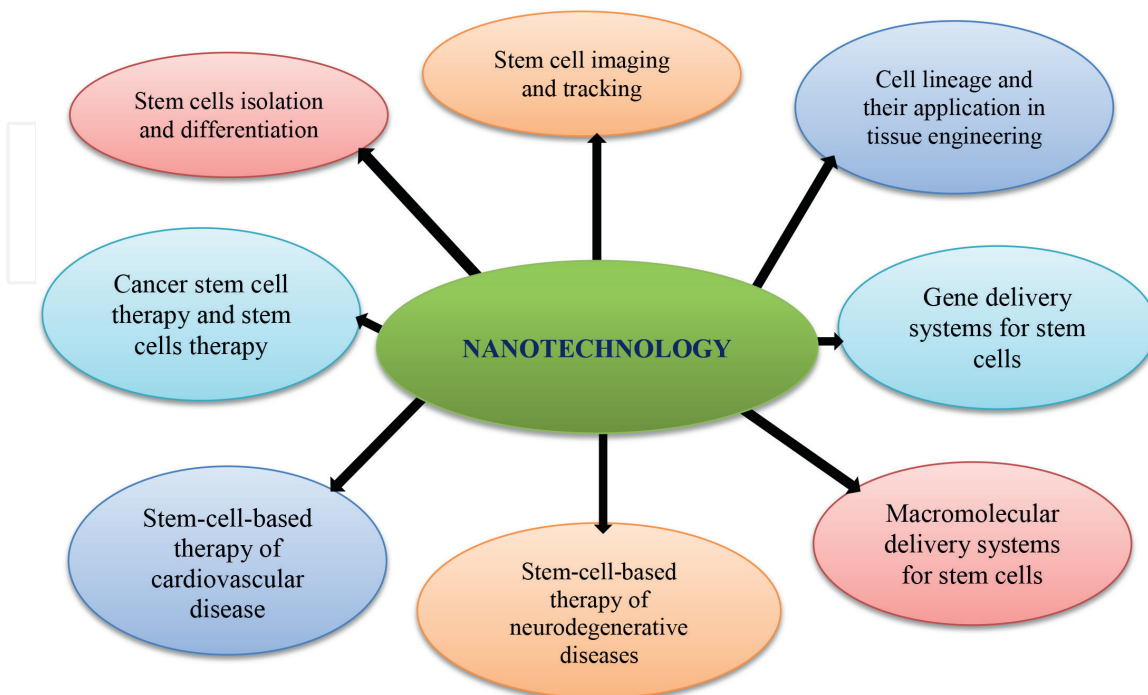 Stem cells isolation
and differentiation
Stem cell imaging
and tracking
Cell lineage and
their application in
tissue engineering
Cancer stem cell
therapy and stem
cells therapy
NANOTECHNOLOGY
Gene delivery
systems for stem
cells
Stem-cell-based
therapy of
cardiovascular
disease
Stem-cell-based
therapy of
neurodegenerative
diseases
Macromolecular
delivery systems
for stem cells